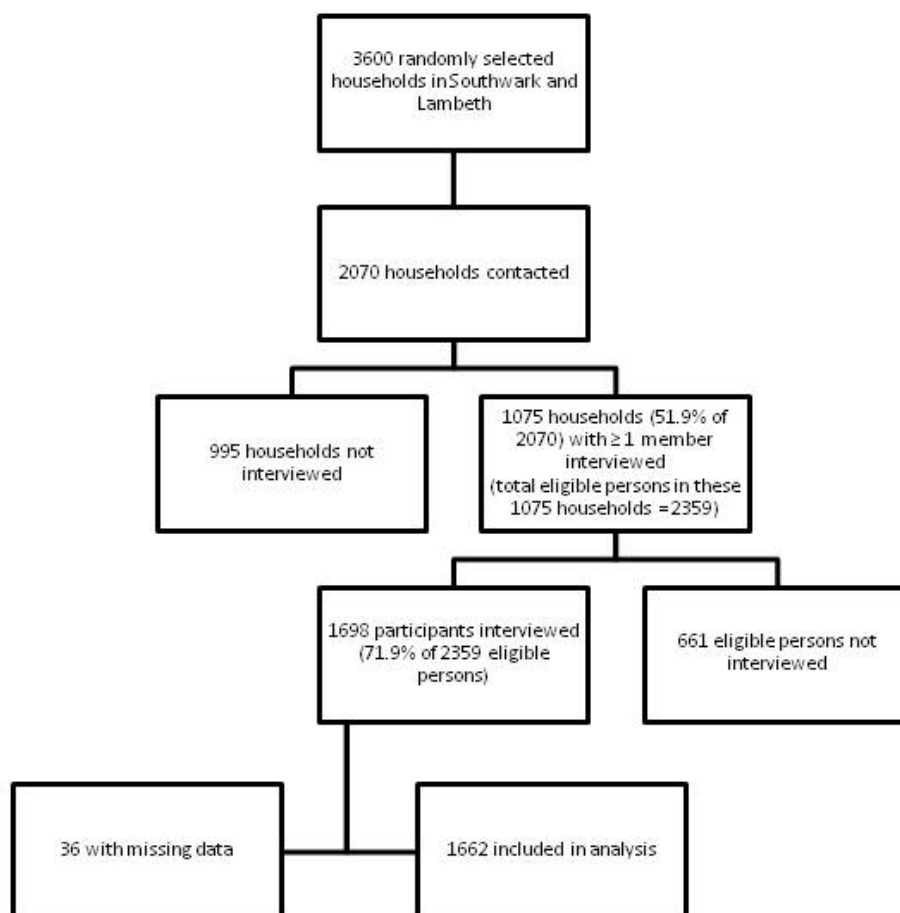 3600 randomly selected
households in Southwark and
Lambeth
2070 households contacted
995 households not
interviewed
1075 households (51.9% of
2070) with ≥1 member
interviewed
(total eligible persons in these
1075 households =2359)
1698 participants interviewed
(71.9% of 2359 eligible
persons)
661 eligible persons not
interviewed
36 with missing data
1662 included in analysis